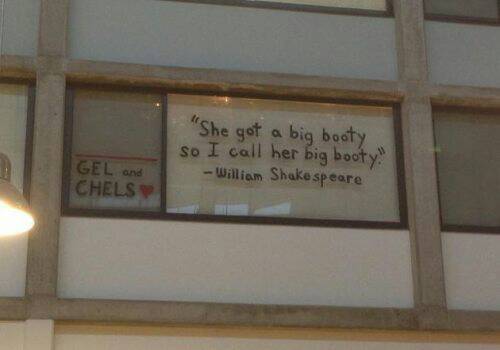 GEL and
CHELS♥
"She got a big booty
so I call her big booty."
-William Shakespeare